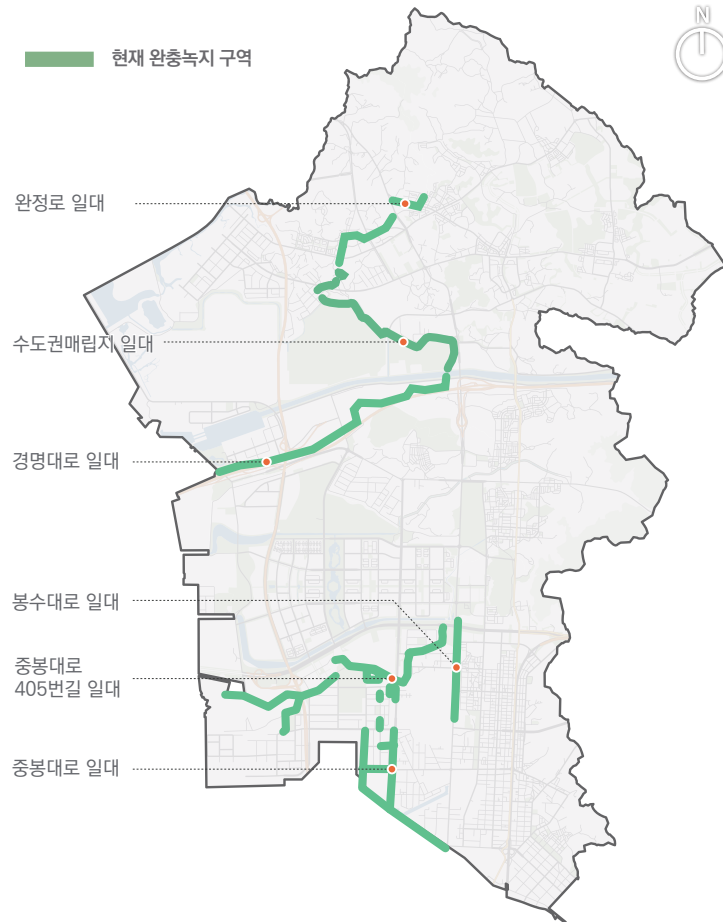 N
현재 완충녹지 구역
완정로 일대
수도권매립지 일대
경명대로 일대
봉수대로 일대
중봉대로
405번길 일대
중봉대로 일대